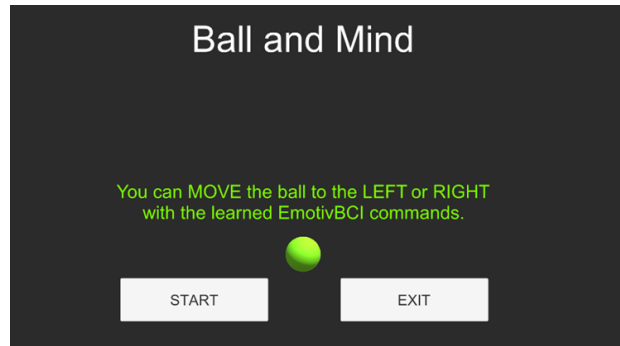 Ball and Mind
You can MOVE the ball to the LEFT or RIGHT
with the learned EmotivBCI commands.
START
EXIT